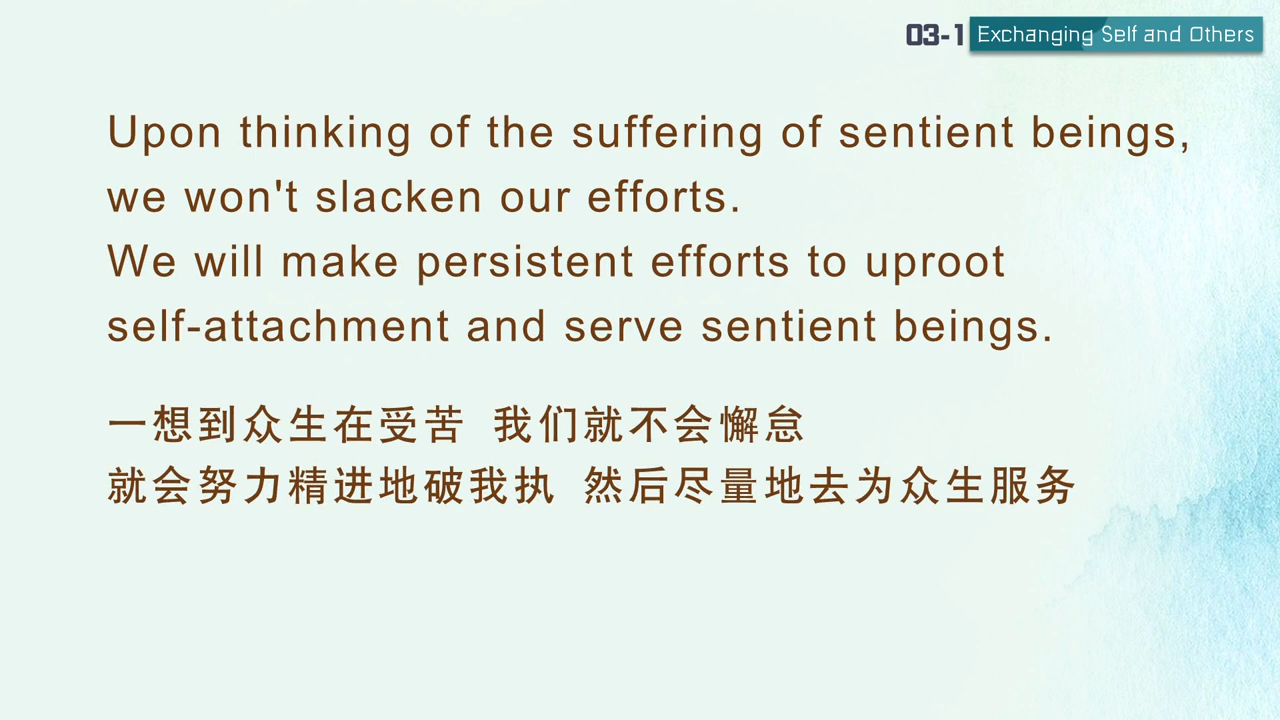 03-1 Exchanging Self and Others
Upon thinking of the suffering of sentient beings,
we won't slacken our efforts.
We will make persistent efforts to uproot
self-attachment and serve sentient beings.
一想到众生在受苦 我们就不会懈怠
就会努力精进地破我执 然后尽量地去为众生服务